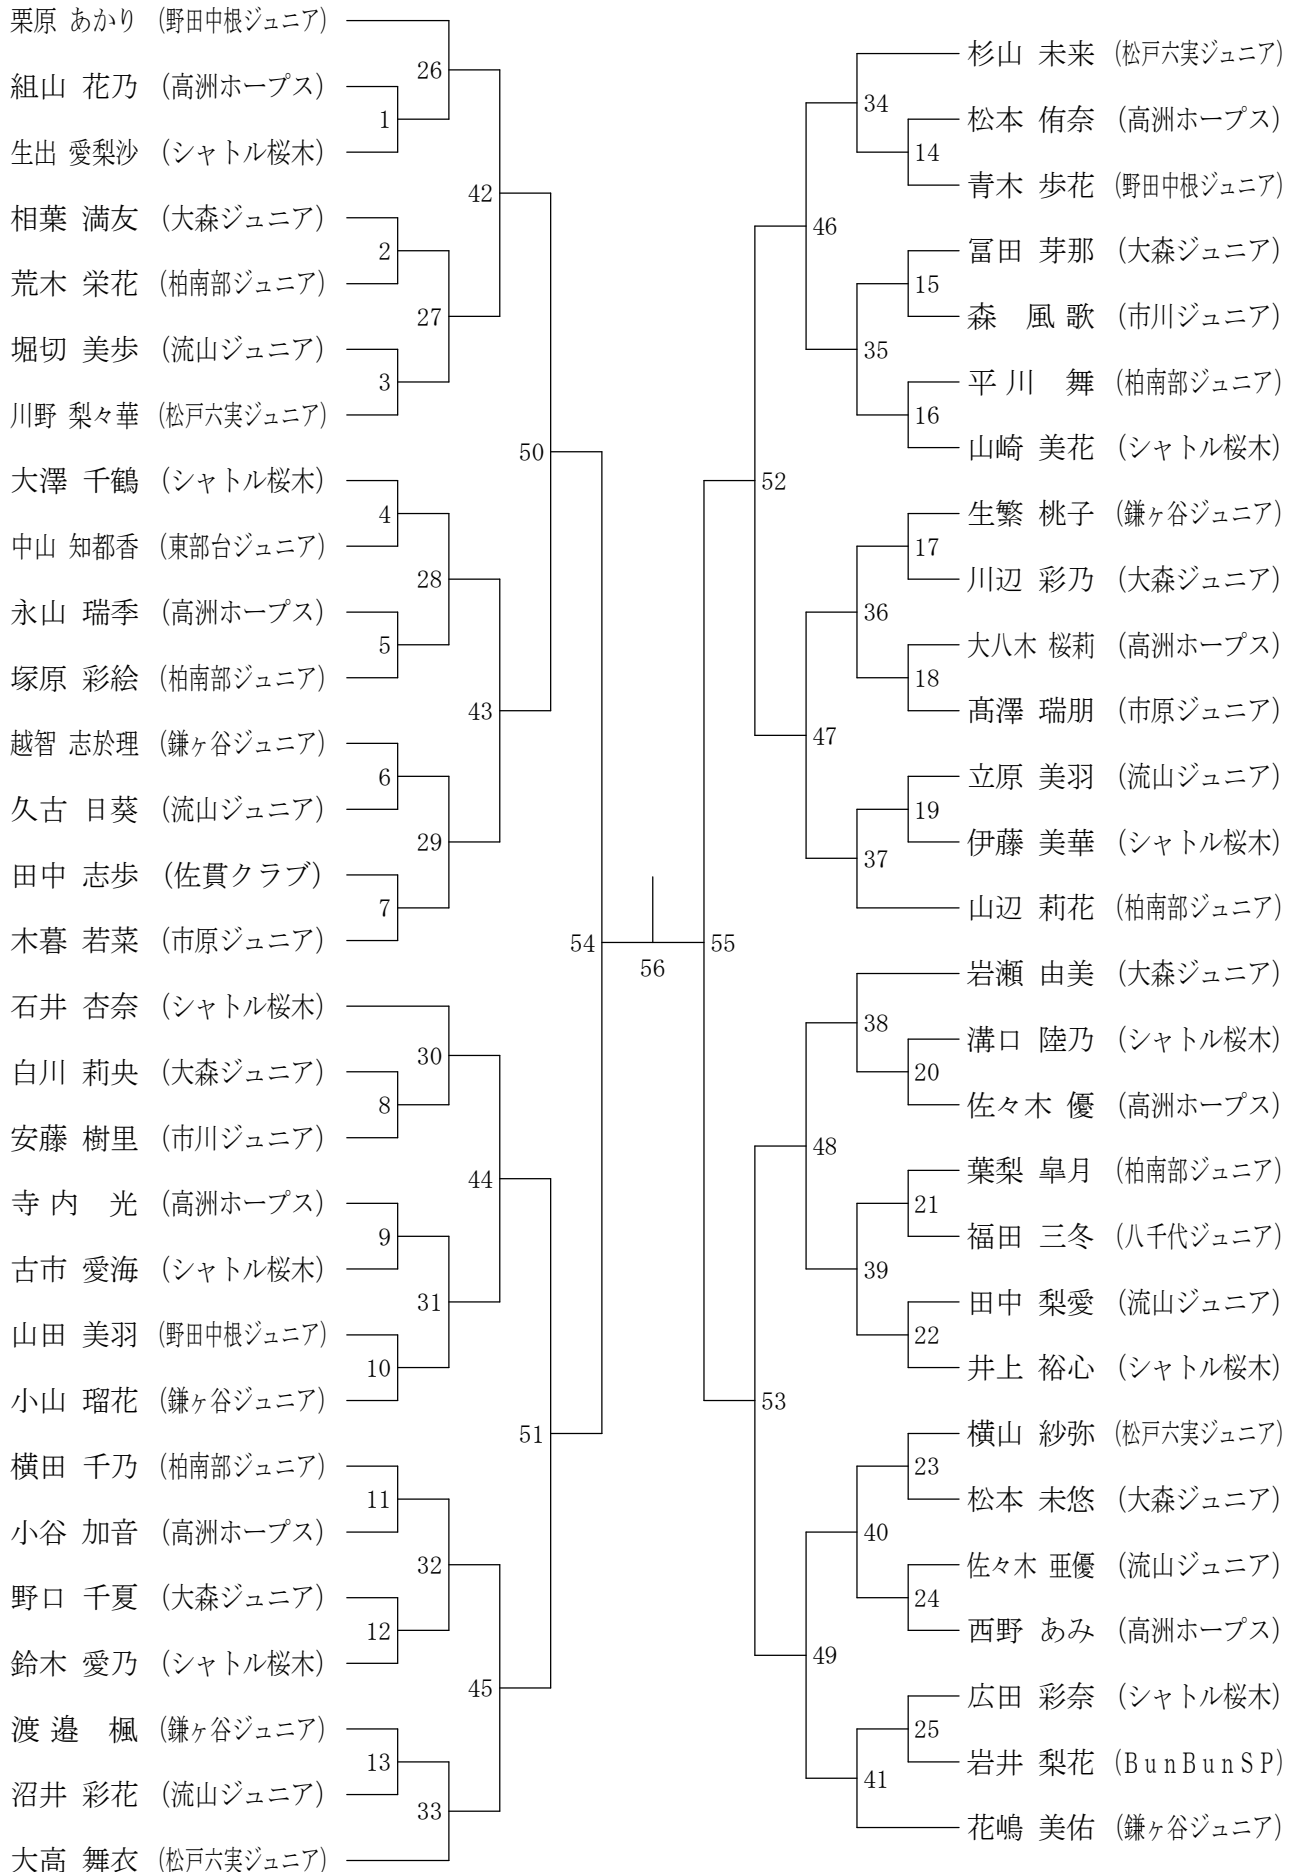 栗原 あかり (野田中根ジュニア)
組山 花乃 (高洲ホープス)
生出 愛梨沙 (シャトル桜木)
相葉 満友 (大森ジュニア)
荒木 栄花 (柏南部ジュニア)
堀切 美歩 (流山ジュニア)
川野 梨々華 (松戸六実ジュニア)
大澤 千鶴 (シャトル桜木)
中山 知都香 (東部台ジュニア)
永山 瑞季 (高洲ホープス)
塚原 彩絵 (柏南部ジュニア)
越智 志於理 (鎌ヶ谷ジュニア)
久古 日葵 (流山ジュニア)
田中 志歩 (佐貫クラブ)
木暮 若菜 (市原ジュニア)
石井 杏奈 (シャトル桜木)
白川 莉央 (大森ジュニア)
安藤 樹里 (市川ジュニア)
寺内 光 (高洲ホープス)
古市 愛海 (シャトル桜木)
山田 美羽 (野田中根ジュニア)
小山 瑠花 (鎌ヶ谷ジュニア)
横田 千乃 (柏南部ジュニア)
小谷 加音 (高洲ホープス)
野口 千夏 (大森ジュニア)
鈴木 愛乃 (シャトル桜木)
渡邉 楓 (鎌ヶ谷ジュニア)
沼井 彩花 (流山ジュニア)
大高 舞衣 (松戸六実ジュニア)
1
2
3
4
5
6
7
8
9
10
11
12
13
26
27
28
29
30
31
32
33
42
43
44
45
50
51
54
56
55
52
53
46
47
48
49
34
35
36
37
38
39
40
41
14
15
16
17
18
19
20
21
22
23
24
25
杉山 未来 (松戸六実ジュニア)
松本 侑奈 (高洲ホープス)
青木 歩花 (野田中根ジュニア)
冨田 芽那 (大森ジュニア)
森 風歌 (市川ジュニア)
平川 舞 (柏南部ジュニア)
山崎 美花 (シャトル桜木)
生繁 桃子 (鎌ヶ谷ジュニア)
川辺 彩乃 (大森ジュニア)
大八木 桜莉 (高洲ホープス)
髙澤 瑞朋 (市原ジュニア)
立原 美羽 (流山ジュニア)
伊藤 美華 (シャトル桜木)
山辺 莉花 (柏南部ジュニア)
岩瀬 由美 (大森ジュニア)
溝口 陸乃 (シャトル桜木)
佐々木 優 (高洲ホープス)
葉梨 皐月 (柏南部ジュニア)
福田 三冬 (八千代ジュニア)
田中 梨愛 (流山ジュニア)
井上 裕心 (シャトル桜木)
横山 紗弥 (松戸六実ジュニア)
松本 未悠 (大森ジュニア)
佐々木 亜優 (流山ジュニア)
西野 あみ (高洲ホープス)
広田 彩奈 (シャトル桜木)
岩井 梨花 (BunBunSP)
花嶋 美佑 (鎌ヶ谷ジュニア)